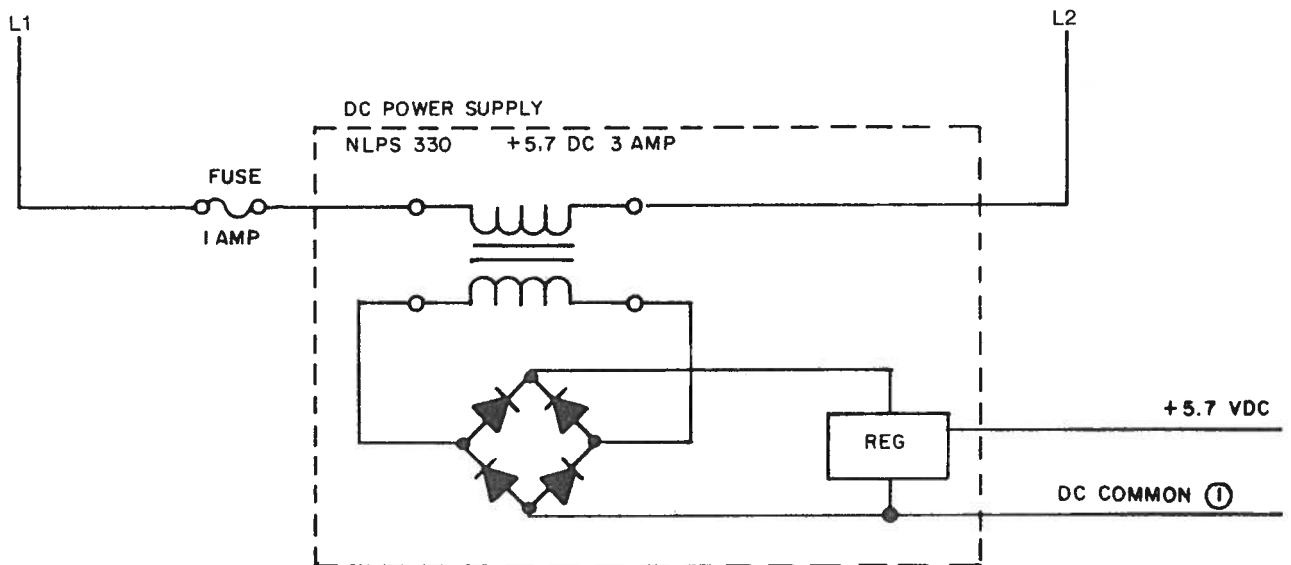 L1
L2
DC POWER SUPPLY
NLPS 330 +5.7 DC 3 AMP
FUSE
1 AMP
+5.7 VDC
REG
DC COMMON ①